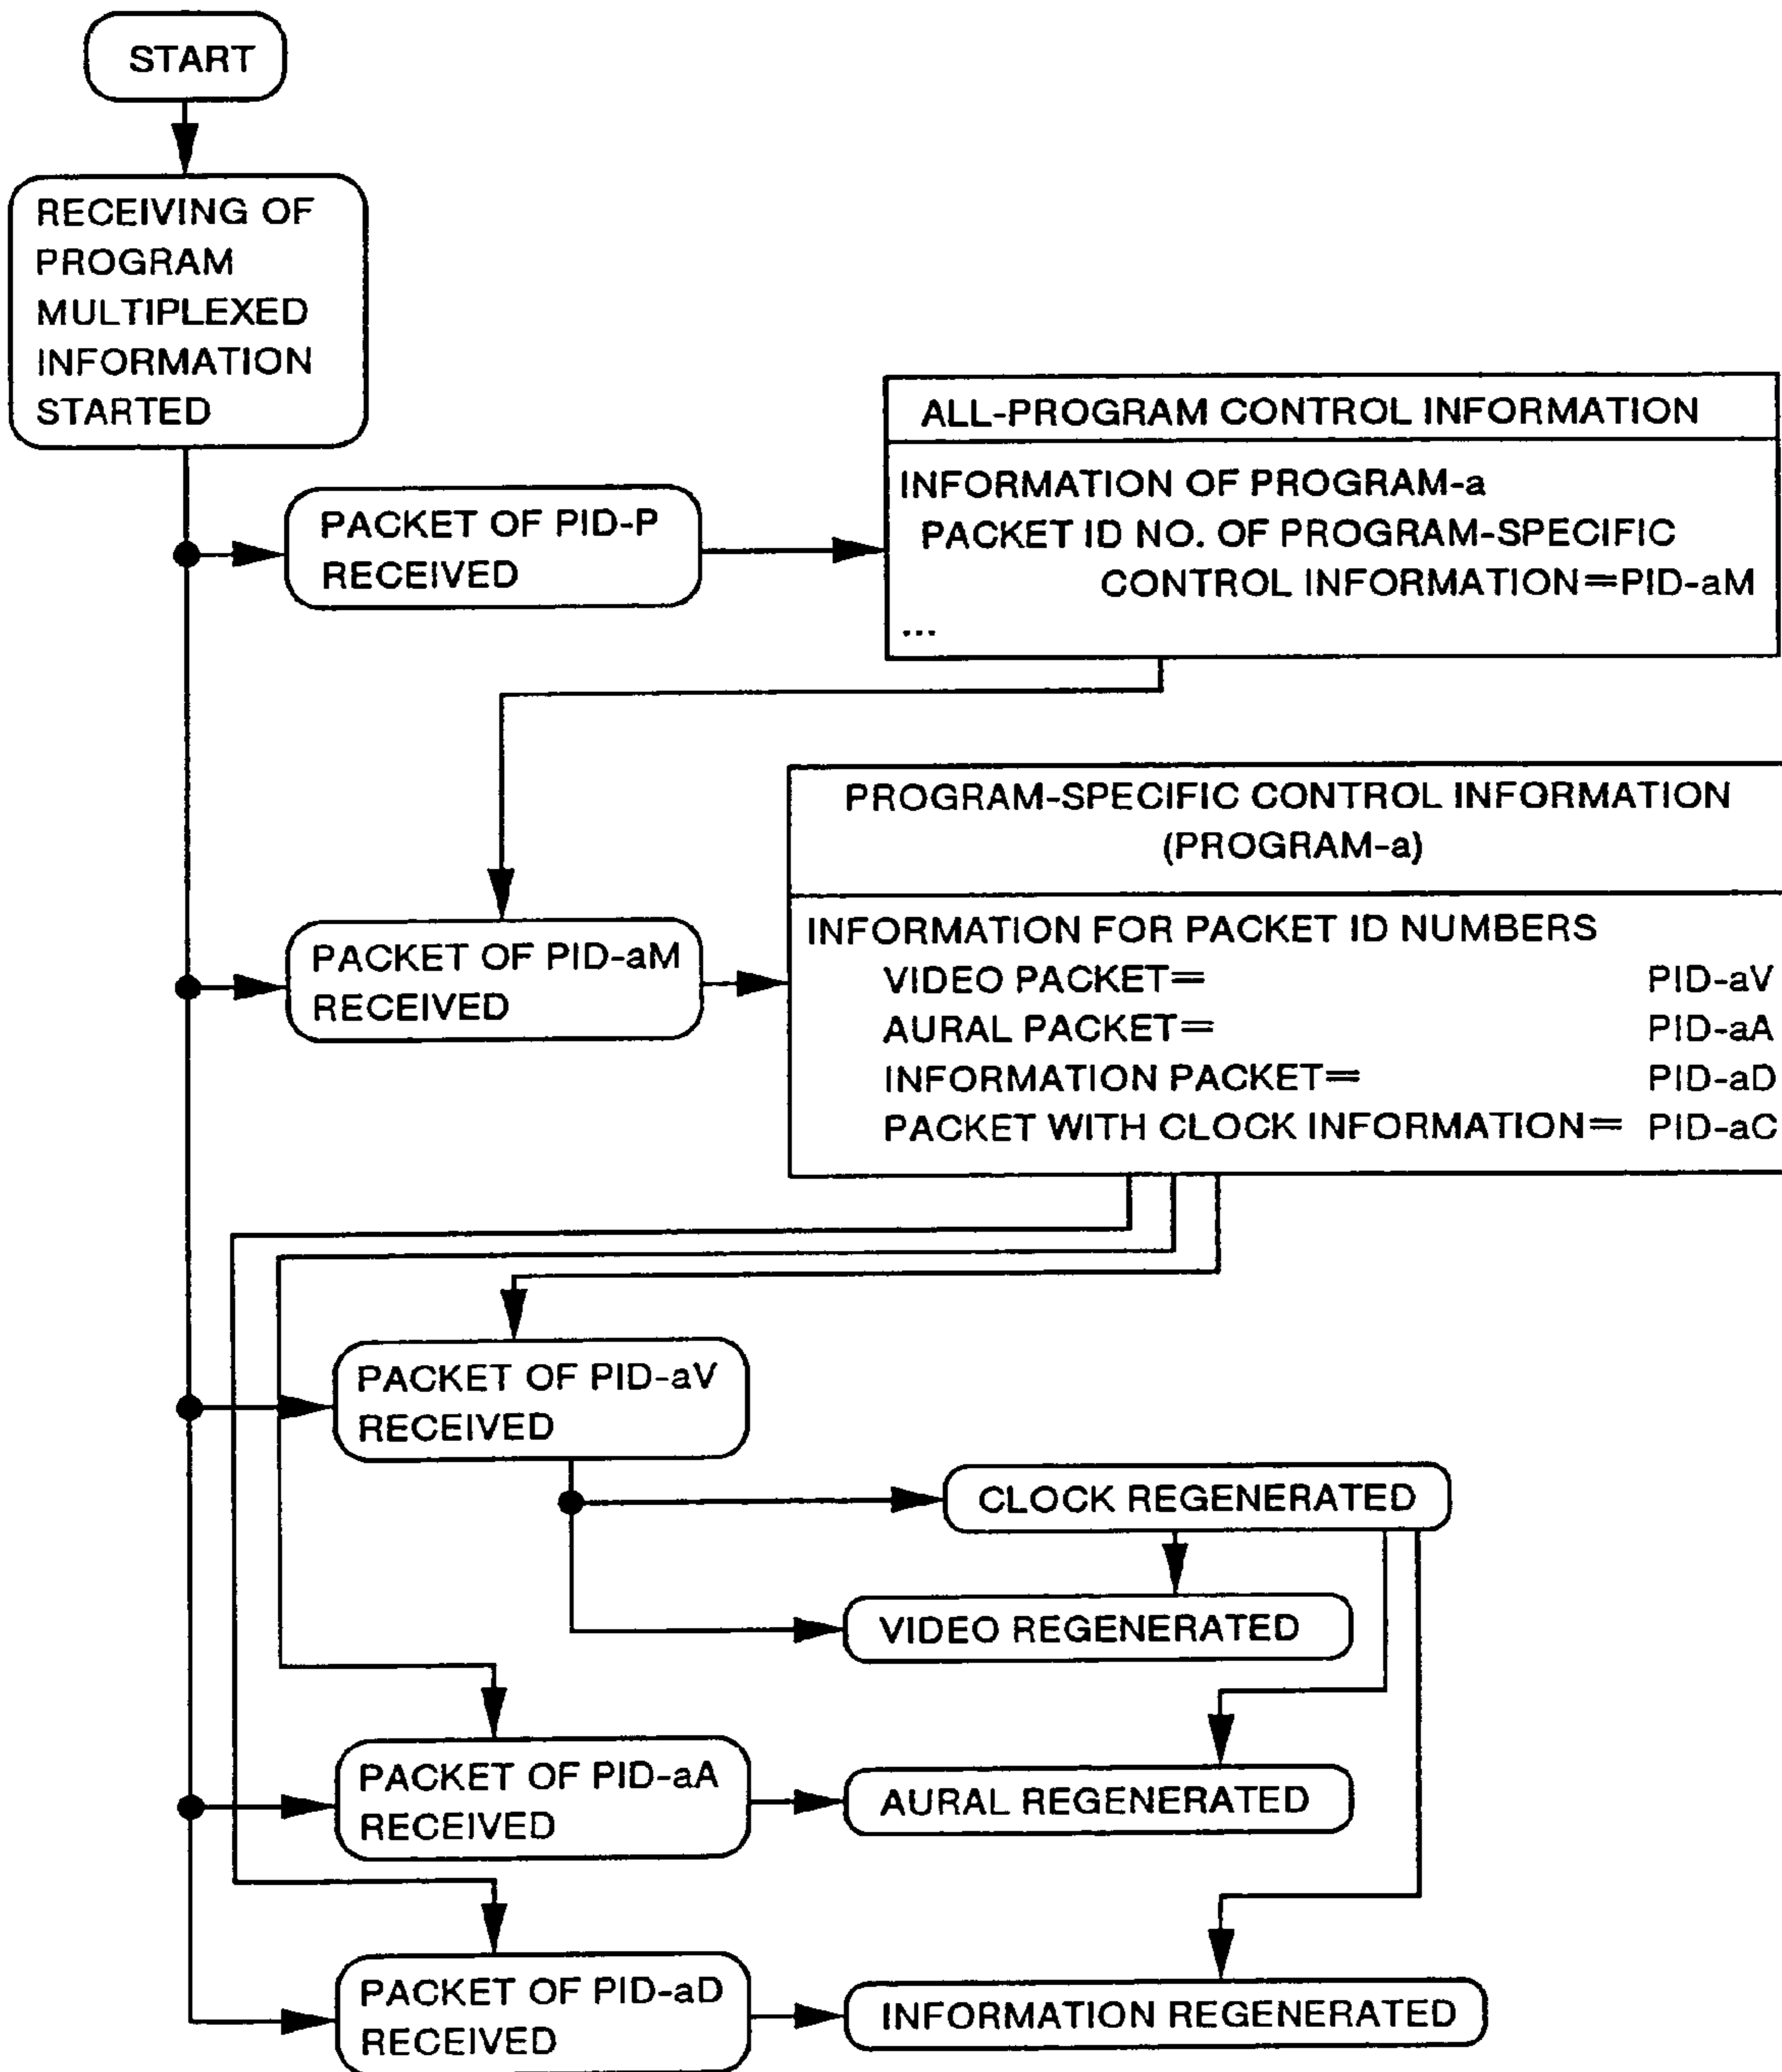 START
RECEIVING OF
PROGRAM
MULTIPLEXED
INFORMATION
STARTED
ALL-PROGRAM CONTROL INFORMATION
INFORMATION OF PROGRAM-a
PACKET ID NO. OF PROGRAM-SPECIFIC
CONTROL INFORMATION=PID-aM
...
PACKET OF PID-P
RECEIVED
PROGRAM-SPECIFIC CONTROL INFORMATION
(PROGRAM-a)
INFORMATION FOR PACKET ID NUMBERS
VIDEO PACKET= PID-aV
AURAL PACKET= PID-aA
INFORMATION PACKET= PID-aD
PACKET WITH CLOCK INFORMATION= PID-aC
PACKET OF PID-aM
RECEIVED
PACKET OF PID-aV
RECEIVED
CLOCK REGENERATED
VIDEO REGENERATED
PACKET OF PID-aA
RECEIVED
AURAL REGENERATED
PACKET OF PID-aD
RECEIVED
INFORMATION REGENERATED